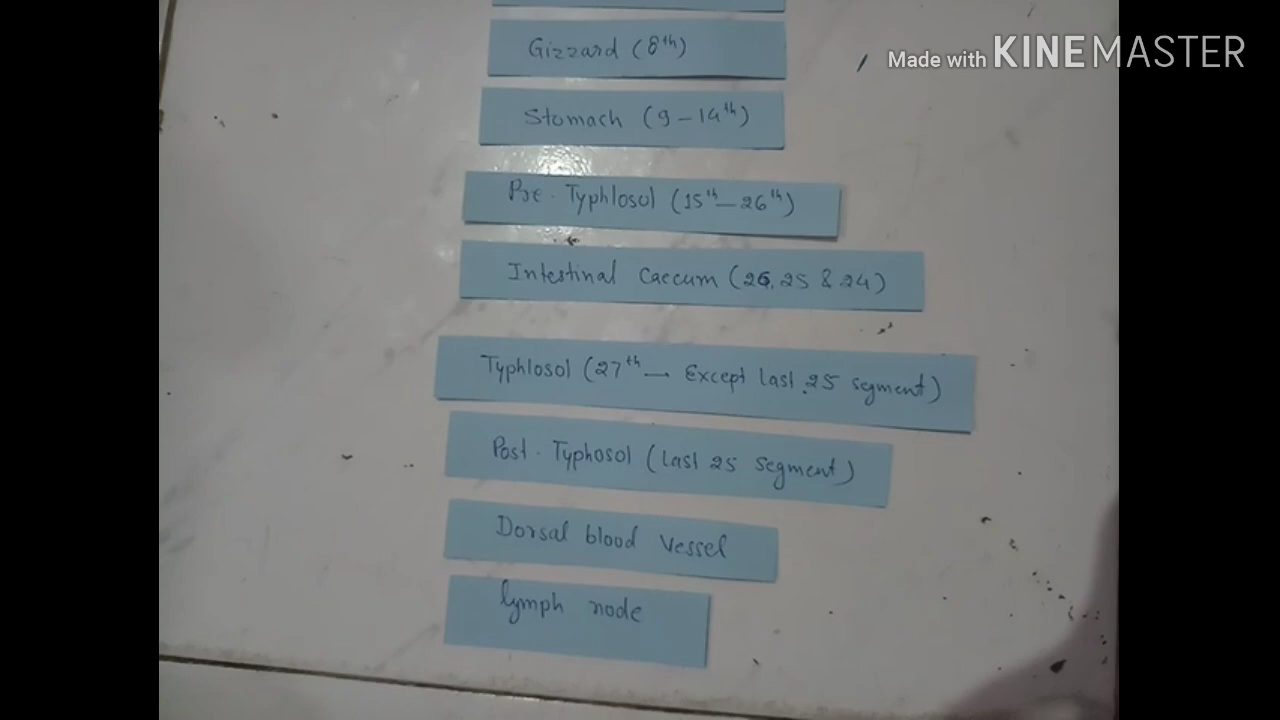 Made with KINEMASTER
Gizzard (8th)
Stomach (9 – 14th)
Pre. Typhlosol (15th – 26th)
Intestinal Caecum (26, 25 & 24)
Typhlosol (27th — Except last 25 segment)
Post. Typhosol (last 25 segment)
Dorsal blood vessel
lymph node